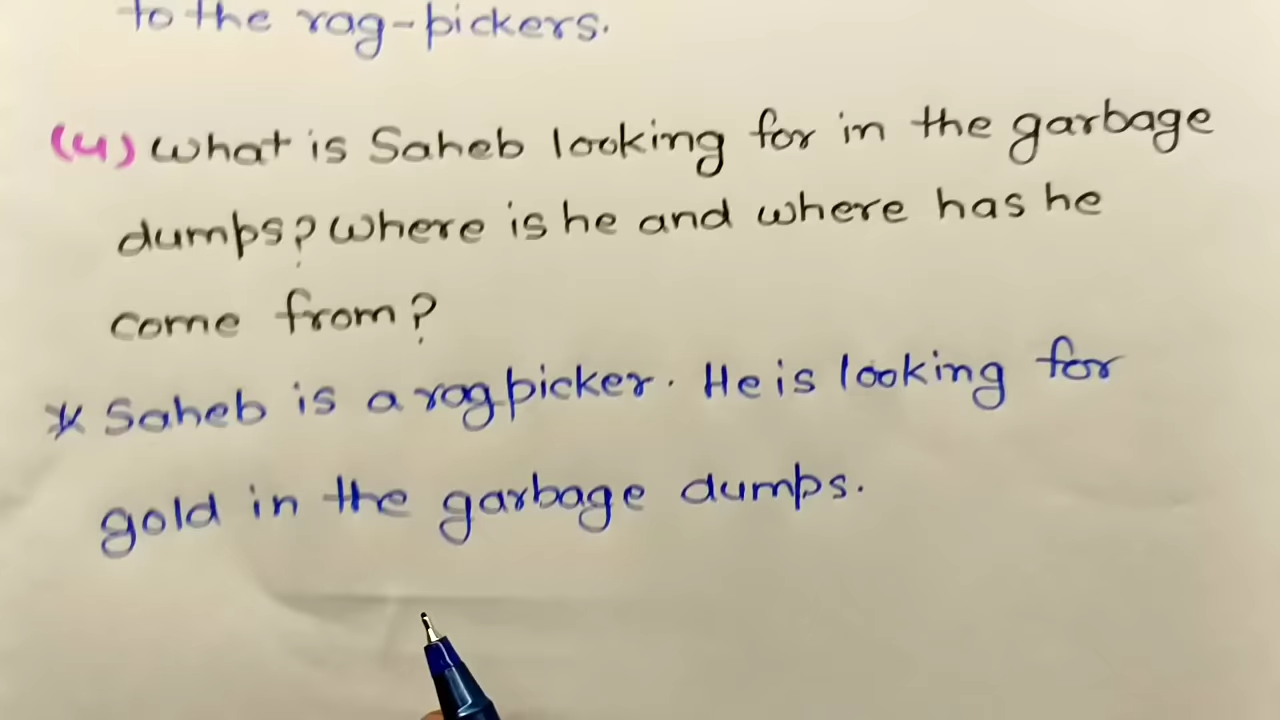 to the rag-pickers.
(4) What is Saheb looking for in the garbage
dumps? Where is he and where has he
come from?
* Saheb is a ragpicker. He is looking for
gold in the garbage dumps.